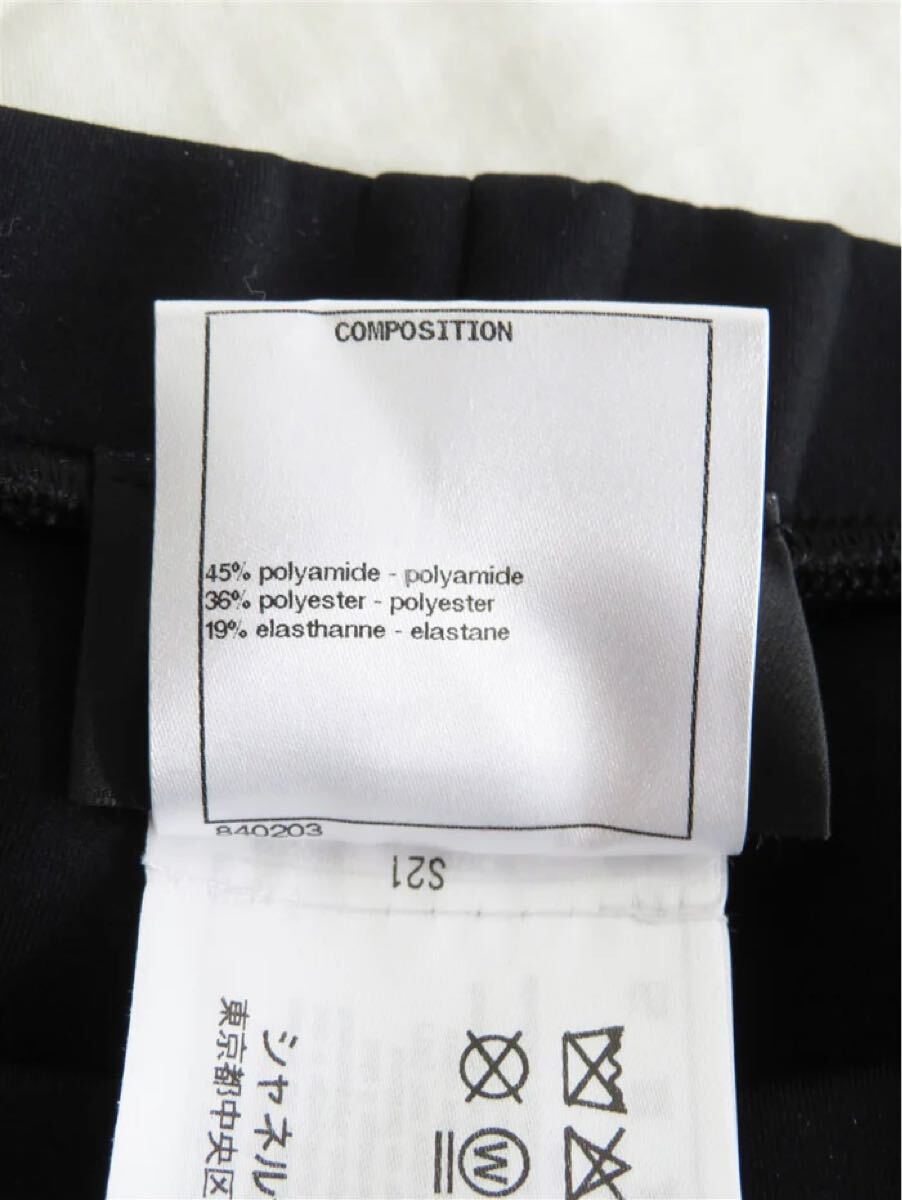 COMPOSITION
45% polyamide - polyamide
36% polyester - polyester
19% elasthanne - elastane
840203
S21
シャネル
東京都中央区
W